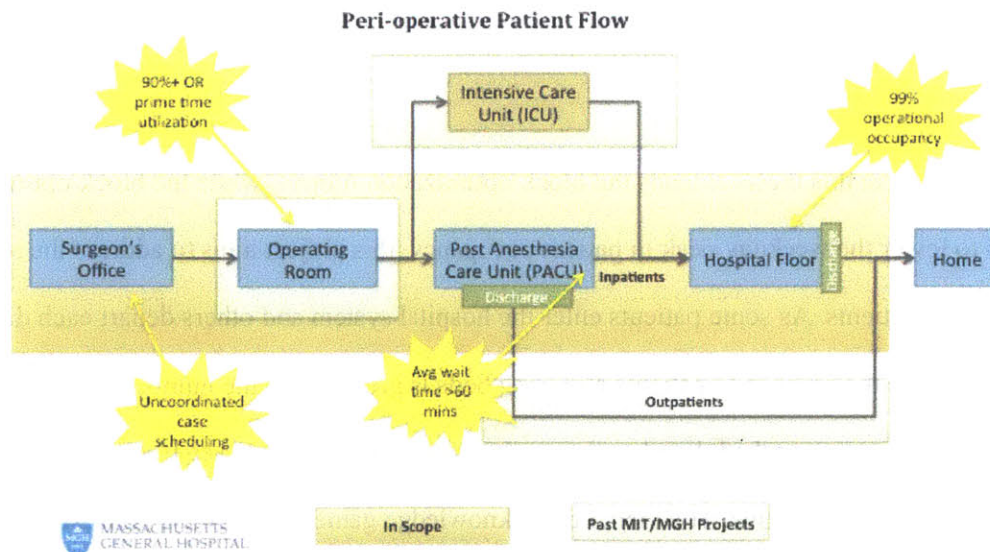 Peri-operative Patient Flow
90%+ OR
prime time
utilization
Intensive Care
Unit (ICU)
99%
operational
occupancy
Surgeon's
Office
Operating
Room
Post Anesthesia
Care Unit (PACU)
Discharge
Inpatients
Hospital Floor
Discharge
Home
Uncoordinated
case
scheduling
Avg wait
time >60
mins
Outpatients
MGH
MASSACHUSETTS
GENERAL HOSPITAL
In Scope
Past MIT/MGH Projects